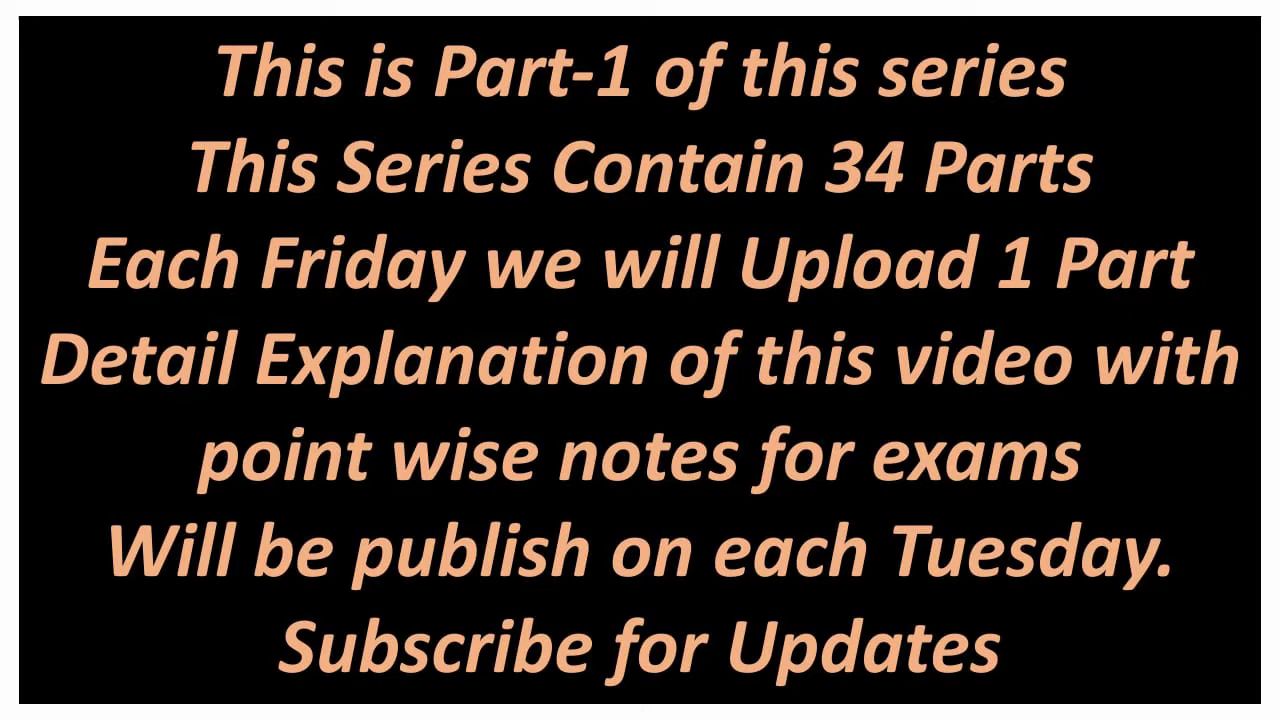 This is Part-1 of this series
This Series Contain 34 Parts
Each Friday we will Upload 1 Part
Detail Explanation of this video with
point wise notes for exams
Will be publish on each Tuesday.
Subscribe for Updates